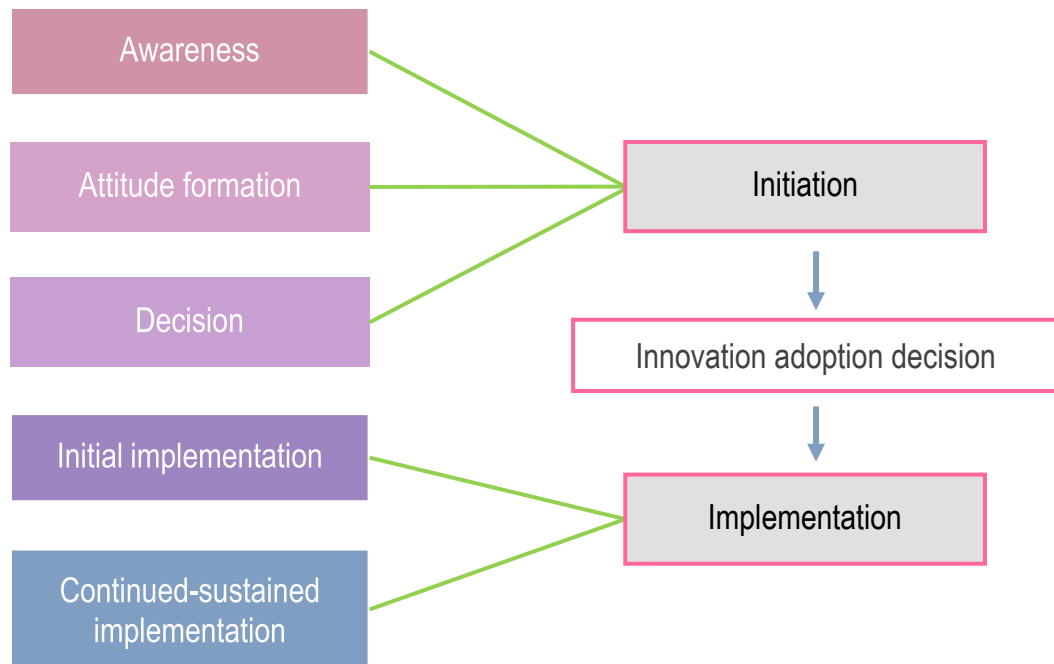 Awareness
Attitude formation
Decision
Initial implementation
Continued-sustained
implementation
Initiation
Innovation adoption decision
Implementation